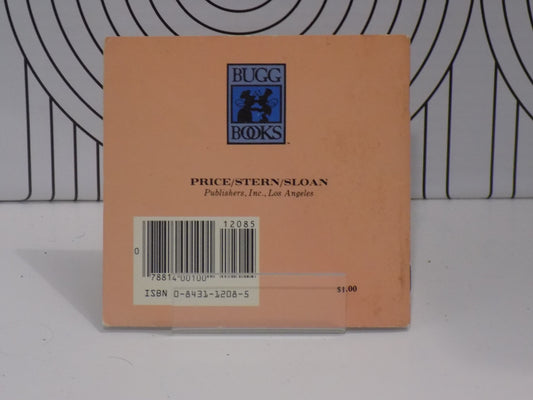 BUGG
BOOKS
PRICE/STERN/SLOAN
Publishers, Inc., Los Angeles
12085
0
78814 00100
ISBN 0-8431-1208-5
$1.00